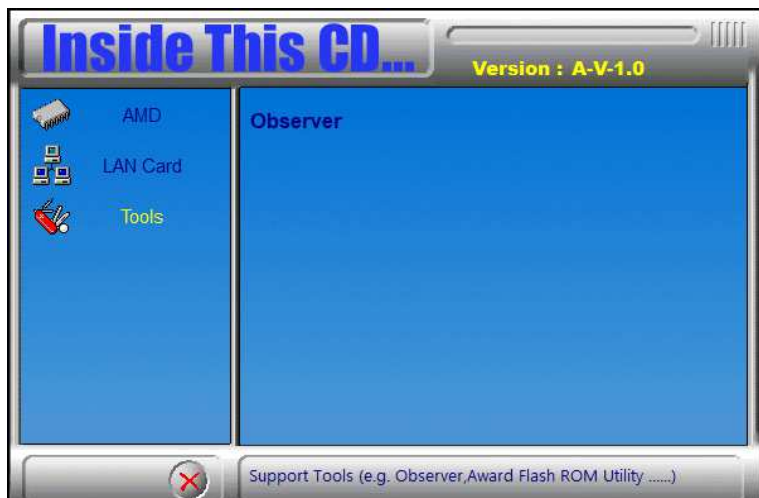 Inside This CD...
Version : A-V-1.0
AMD
LAN Card
Tools
Observer
Support Tools (e.g. Observer,Award Flash ROM Utility ......)